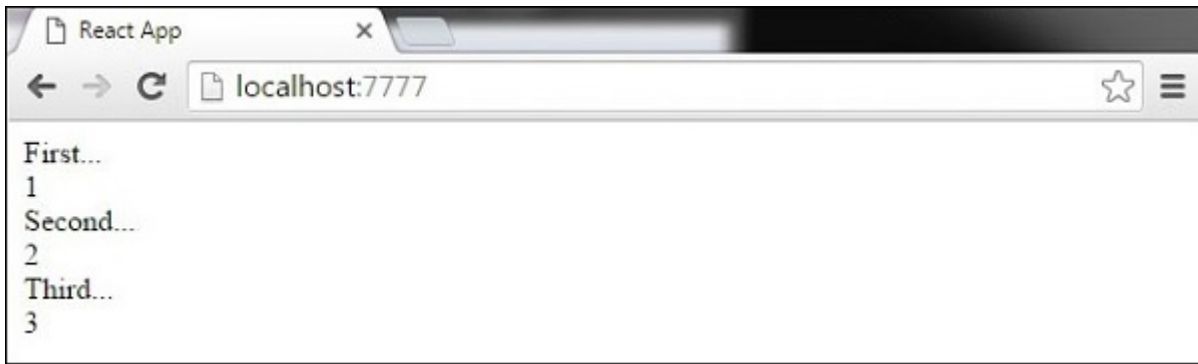 React App
localhost:7777
First...
1
Second...
2
Third...
3